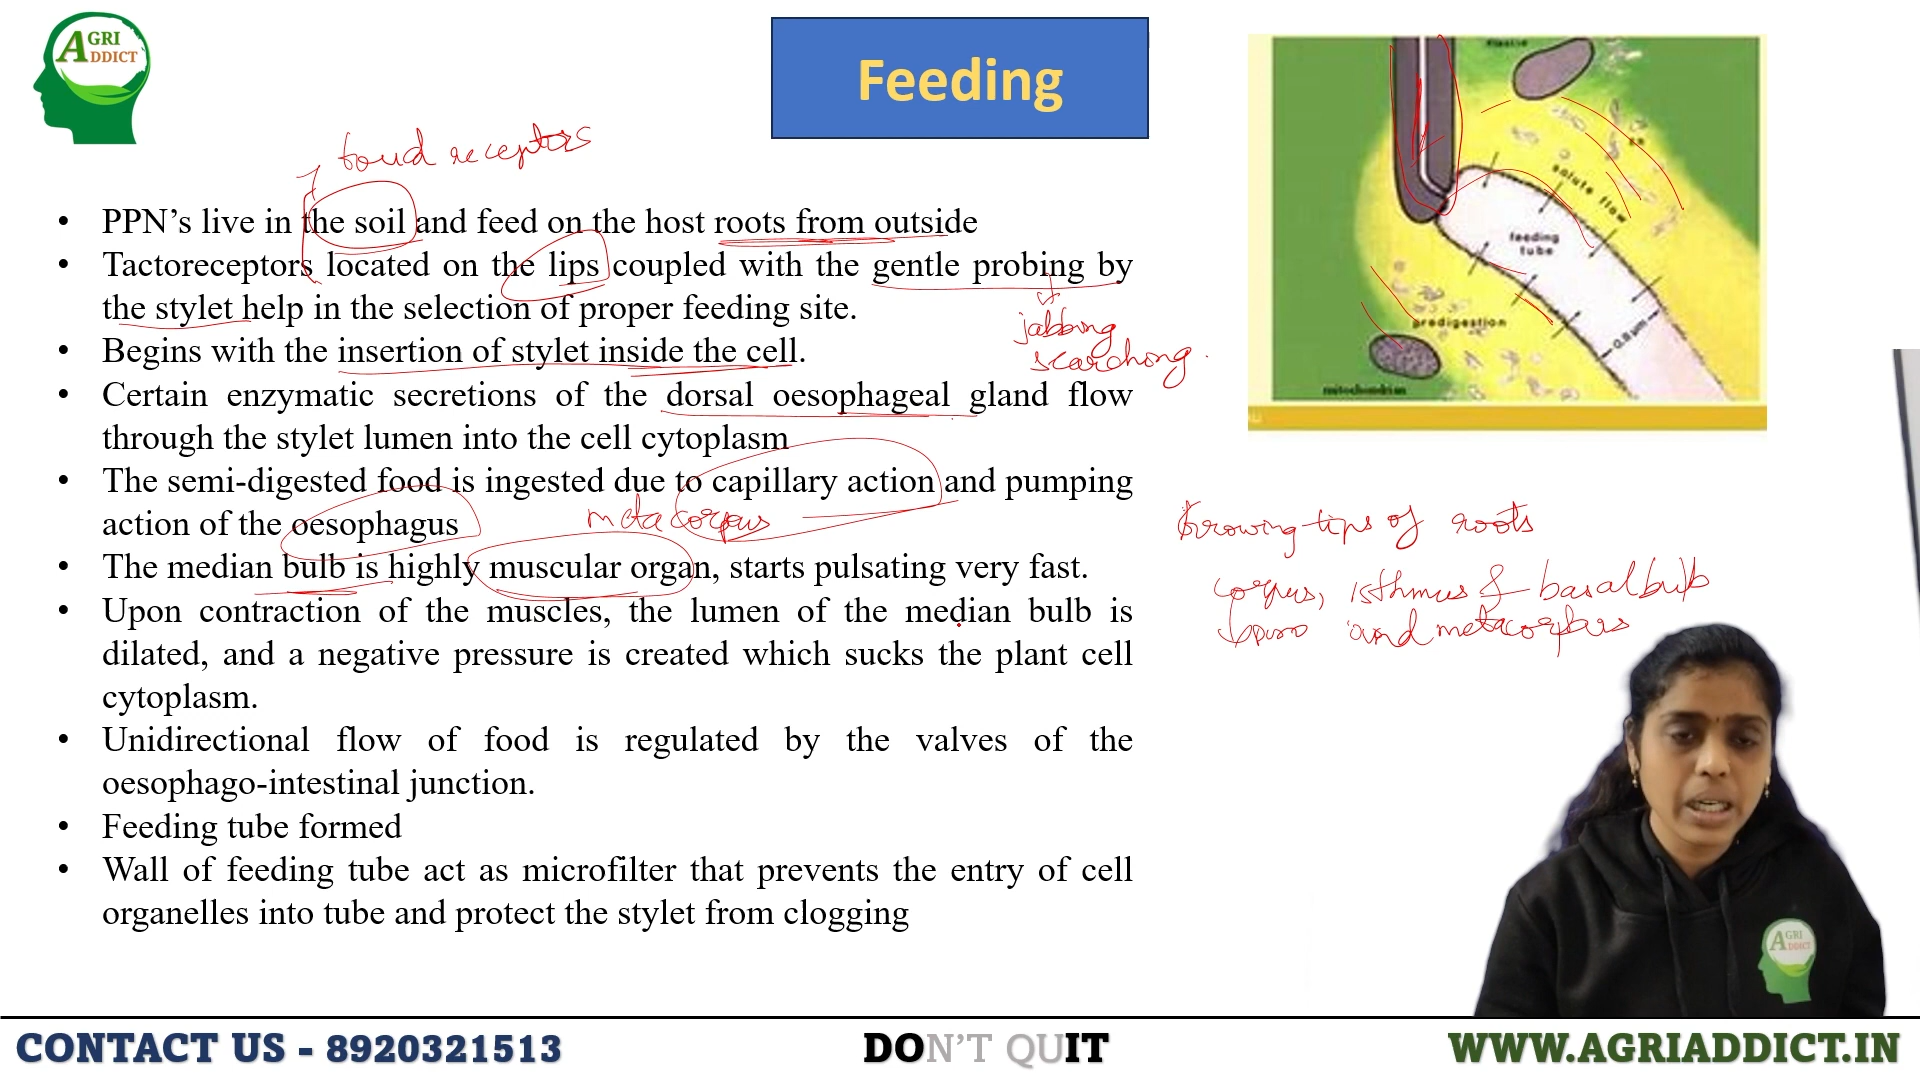 AGRI
ADDICT
Feeding
• PPN’s live in the soil and feed on the host roots from outside
• Tactoreceptors located on the lips coupled with the gentle probing by
the stylet help in the selection of proper feeding site.
• Begins with the insertion of stylet inside the cell.
• Certain enzymatic secretions of the dorsal oesophageal gland flow
through the stylet lumen into the cell cytoplasm
• The semi-digested food is ingested due to capillary action and pumping
action of the oesophagus
metacorpus
• The median bulb is highly muscular organ, starts pulsating very fast.
• Upon contraction of the muscles, the lumen of the median bulb is
dilated, and a negative pressure is created which sucks the plant cell
cytoplasm.
• Unidirectional flow of food is regulated by the valves of the
oesophago-intestinal junction.
• Feeding tube formed
• Wall of feeding tube act as microfilter that prevents the entry of cell
organelles into tube and protect the stylet from clogging
receptors
jabbing
solute flow
feeding
tube
predigestion
0.8µm
mitochondrian
Growing tips of roots
corpus, isthmus & basal bulb
and metacorpus
AGRI
ADDICT
CONTACT US - 8920321513
DON’T QUIT
WWW.AGRIADDICT.IN